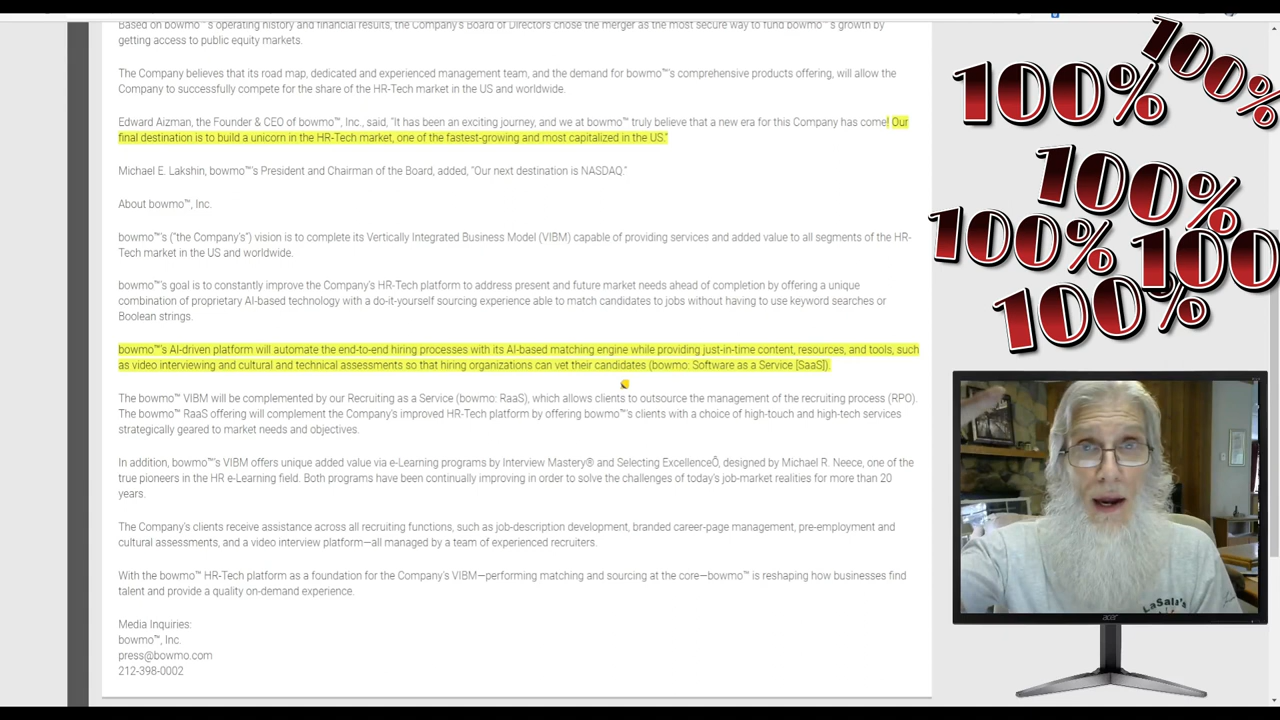 Based on bowmo™'s operating history and financial results, the Company's Board of Directors chose the merger as the most secure way to fund bowmo™'s growth by
getting access to public equity markets.
The Company believes that its road map, dedicated and experienced management team, and the demand for bowmo™'s comprehensive products offering, will allow the
Company to successfully compete for the share of the HR-Tech market in the US and worldwide.
Edward Aizman, the Founder & CEO of bowmo™, Inc., said, "It has been an exciting journey, and we at bowmo™ truly believe that a new era for this Company has come! Our
final destination is to build a unicorn in the HR-Tech market, one of the fastest-growing and most capitalized in the US."
Michael E. Lakshin, bowmo™'s President and Chairman of the Board, added, "Our next destination is NASDAQ."
About bowmo™, Inc.
bowmo™'s ("the Company's") vision is to complete its Vertically Integrated Business Model (VIBM) capable of providing services and added value to all segments of the HR-
Tech market in the US and worldwide.
bowmo™'s goal is to constantly improve the Company's HR-Tech platform to address present and future market needs ahead of completion by offering a unique
combination of proprietary AI-based technology with a do-it-yourself sourcing experience able to match candidates to jobs without having to use keyword searches or
Boolean strings.
bowmo™'s AI-driven platform will automate the end-to-end hiring processes with its AI-based matching engine while providing just-in-time content, resources, and tools, such
as video interviewing and cultural and technical assessments so that hiring organizations can vet their candidates (bowmo: Software as a Service [SaaS]).
The bowmo™ VIBM will be complemented by our Recruiting as a Service (bowmo: RaaS), which allows clients to outsource the management of the recruiting process (RPO).
The bowmo™ RaaS offering will complement the Company's improved HR-Tech platform by offering bowmo™'s clients with a choice of high-touch and high-tech services
strategically geared to market needs and objectives.
In addition, bowmo™'s VIBM offers unique added value via e-Learning programs by Interview Mastery® and Selecting ExcellenceÔ, designed by Michael R. Neece, one of the
true pioneers in the HR e-Learning field. Both programs have been continually improving in order to solve the challenges of today's job-market realities for more than 20
years.
The Company's clients receive assistance across all recruiting functions, such as job-description development, branded career-page management, pre-employment and
cultural assessments, and a video interview platform—all managed by a team of experienced recruiters.
With the bowmo™ HR-Tech platform as a foundation for the Company's VIBM—performing matching and sourcing at the core—bowmo™ is reshaping how businesses find
talent and provide a quality on-demand experience.
Media Inquiries:
bowmo™, Inc.
press@bowmo.com
212-398-0002
100%
100%
100%
100%
100
100%
LaSala's
acer